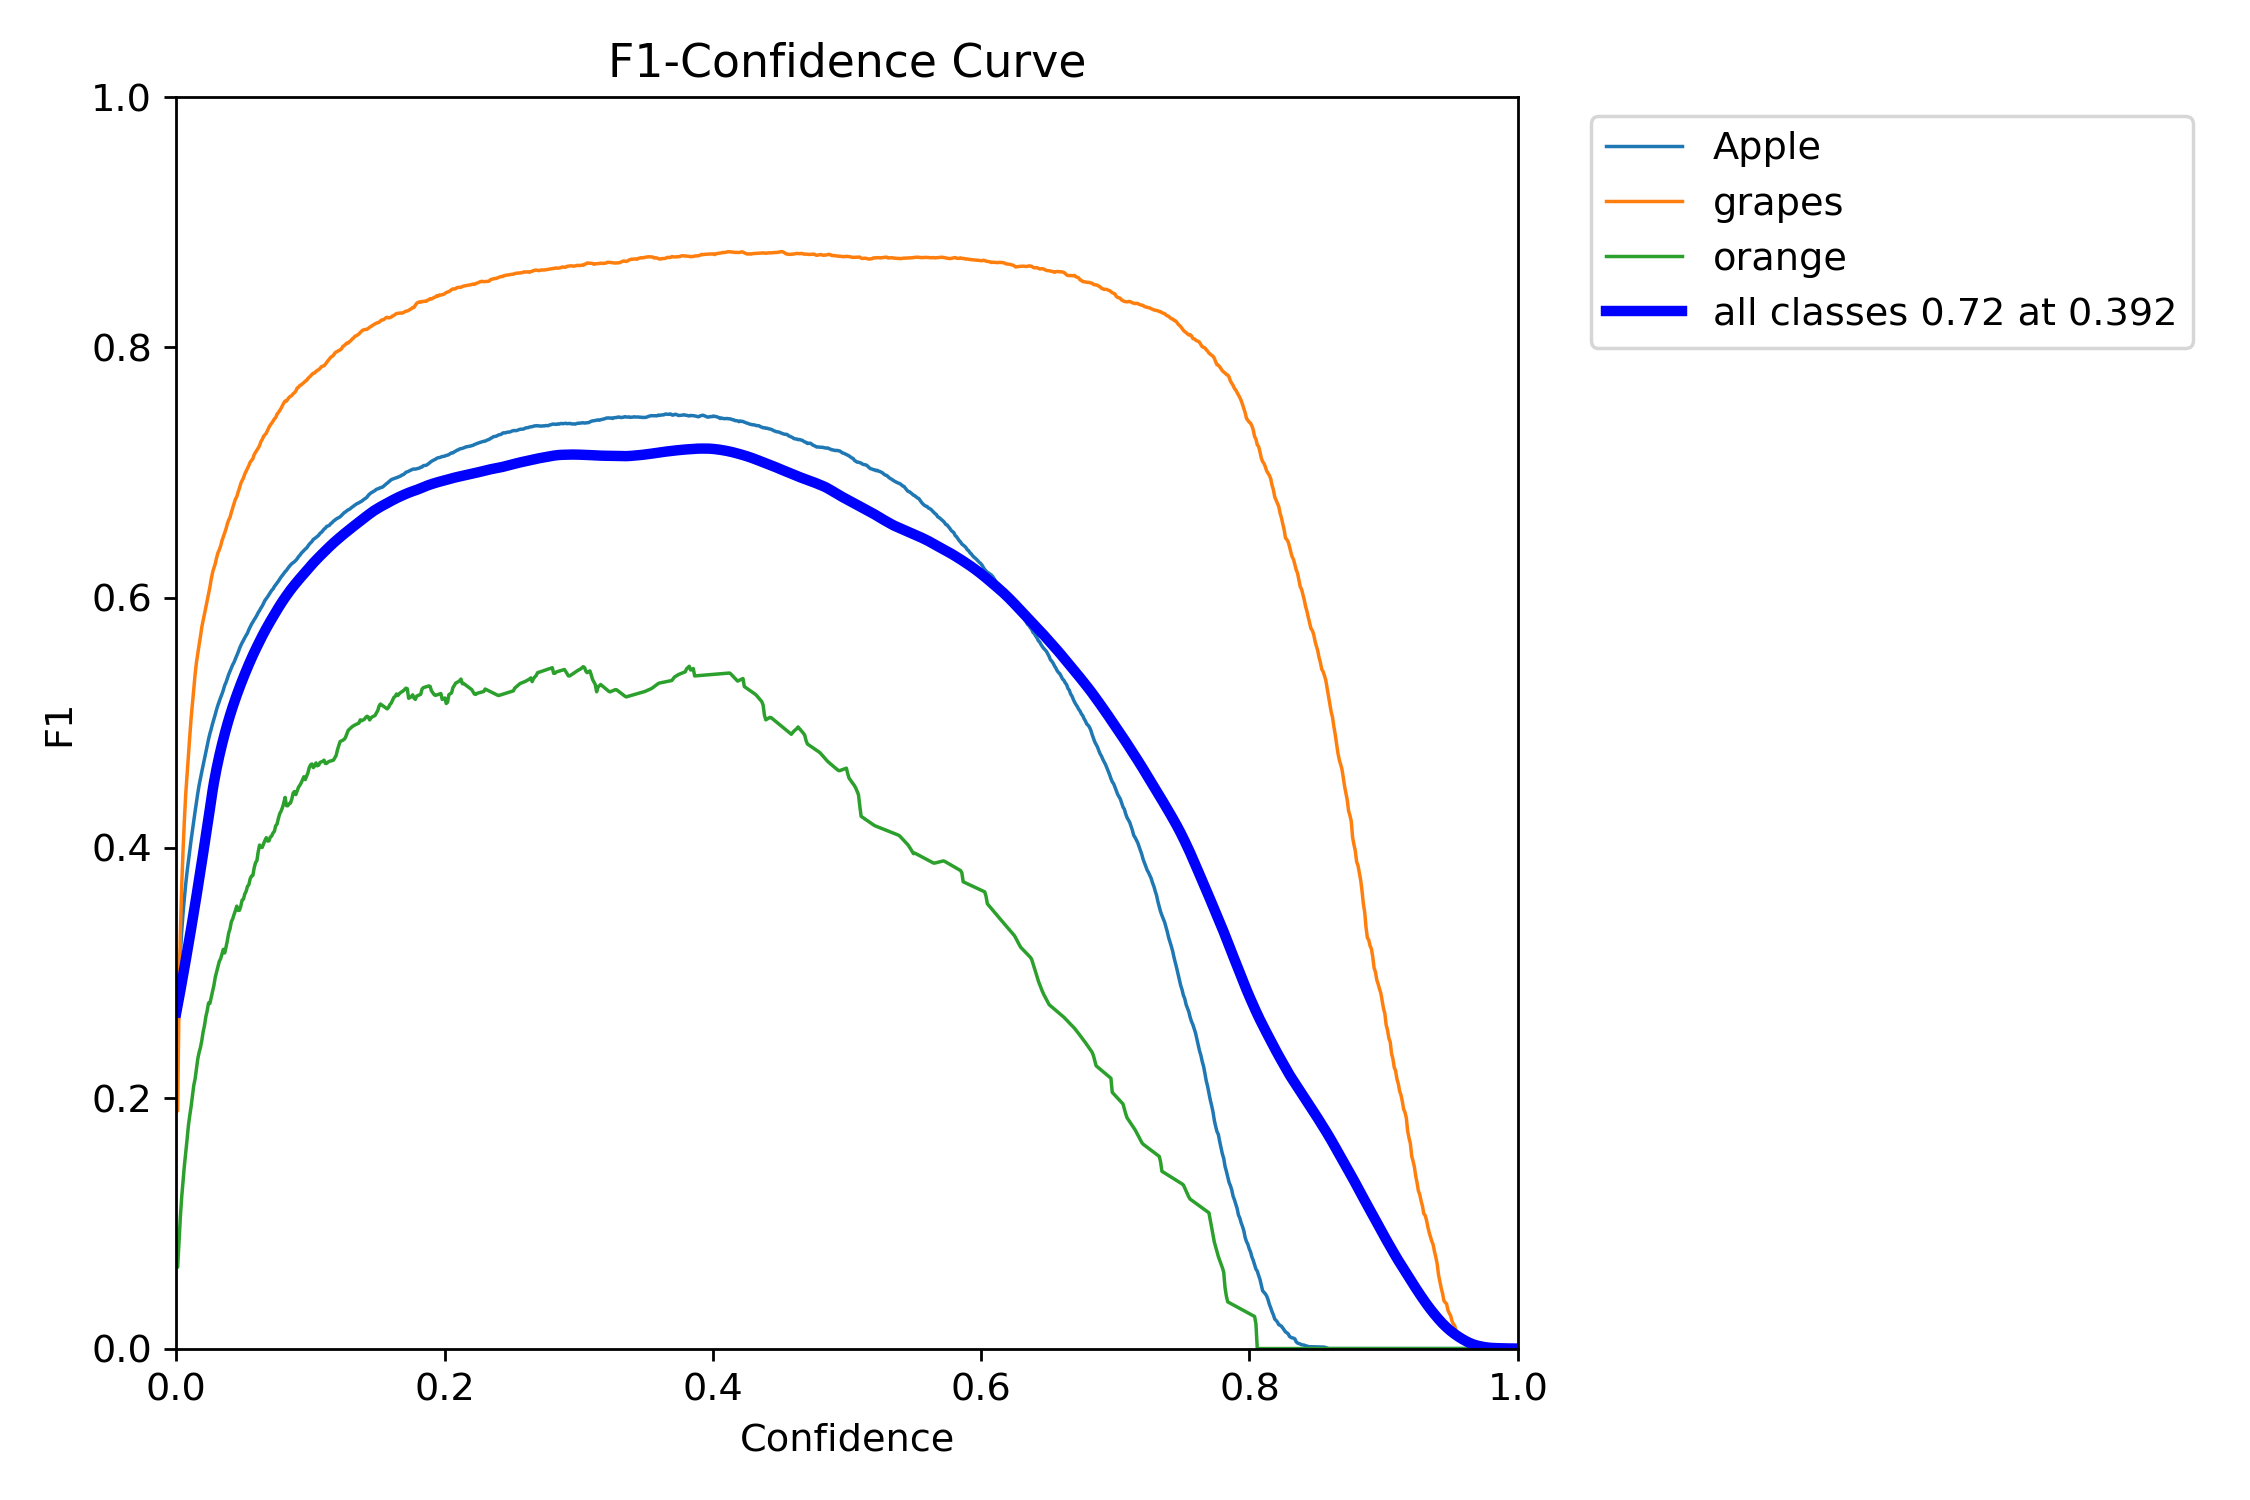 F1-Confidence Curve
1.0
0.8
0.6
0.4
0.2
0.0
F1
0.0 0.2 0.4 0.6 0.8 1.0
Confidence
Apple
grapes
orange
all classes 0.72 at 0.392